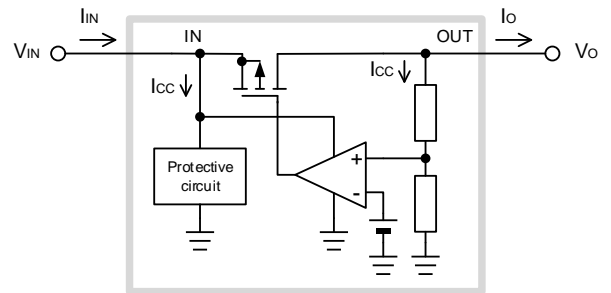 IIN
IN
OUT
IO
VIN
VO
ICC
ICC
Protective
circuit
+
-